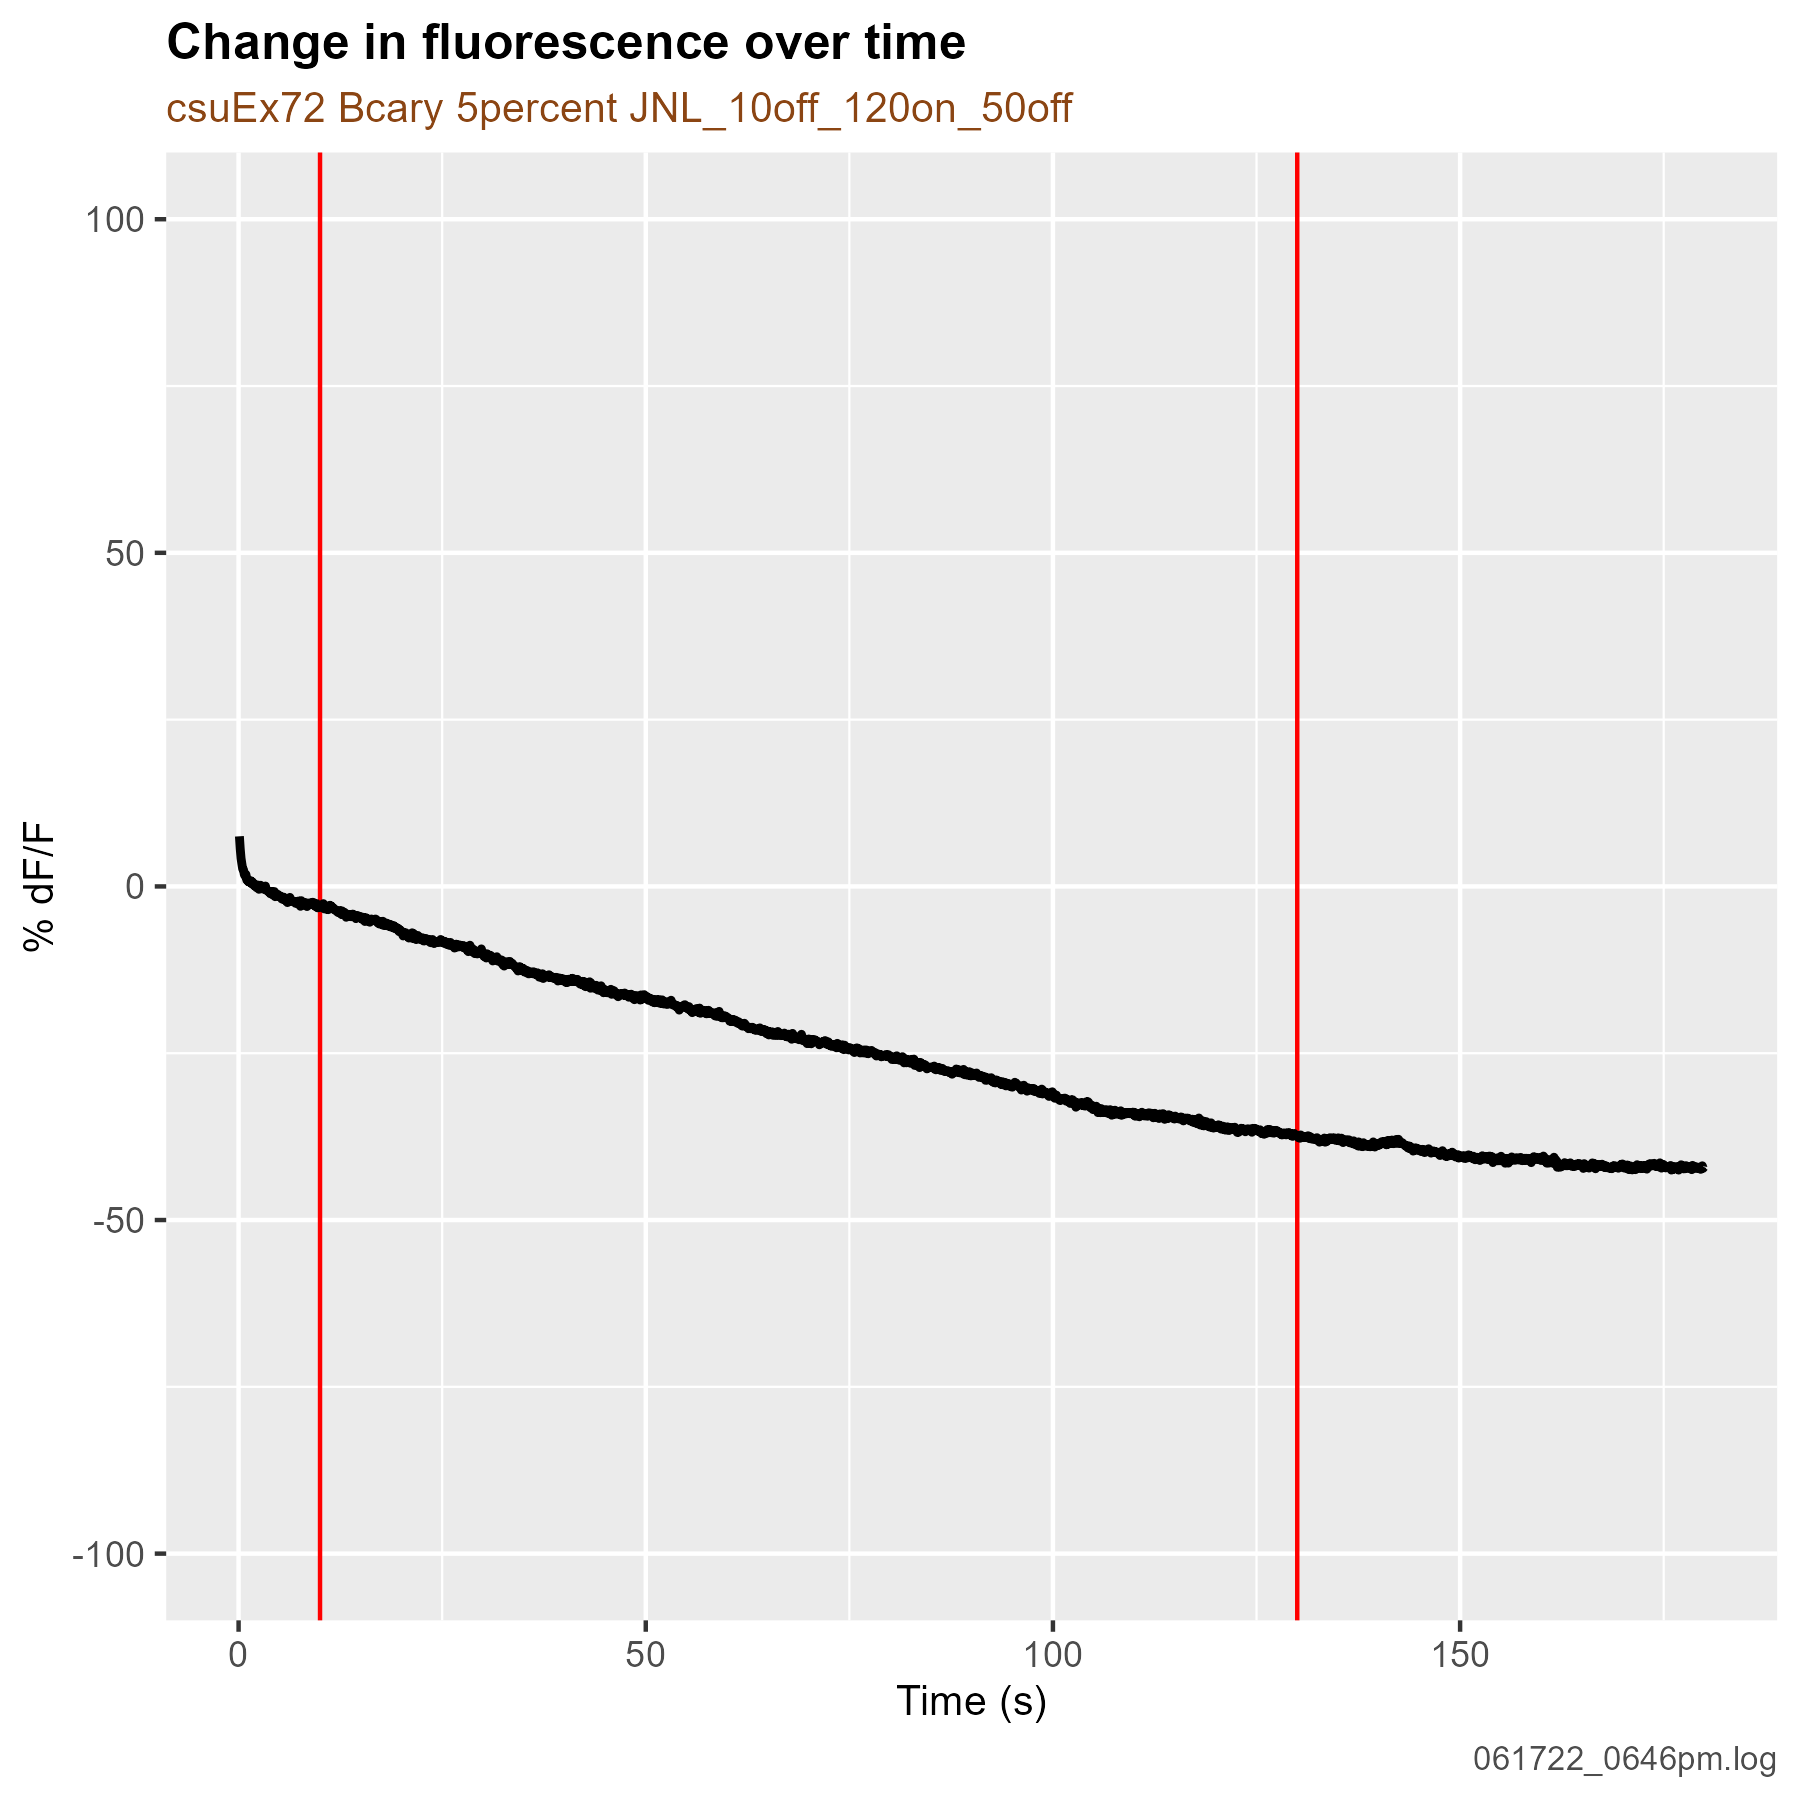 Change in fluorescence over time
csuEx72 Bcary 5percent JNL_10off_120on_50off
100
50
0
-50
-100
% dF/F
0 50 100 150
Time (s)
061722_0646pm.log